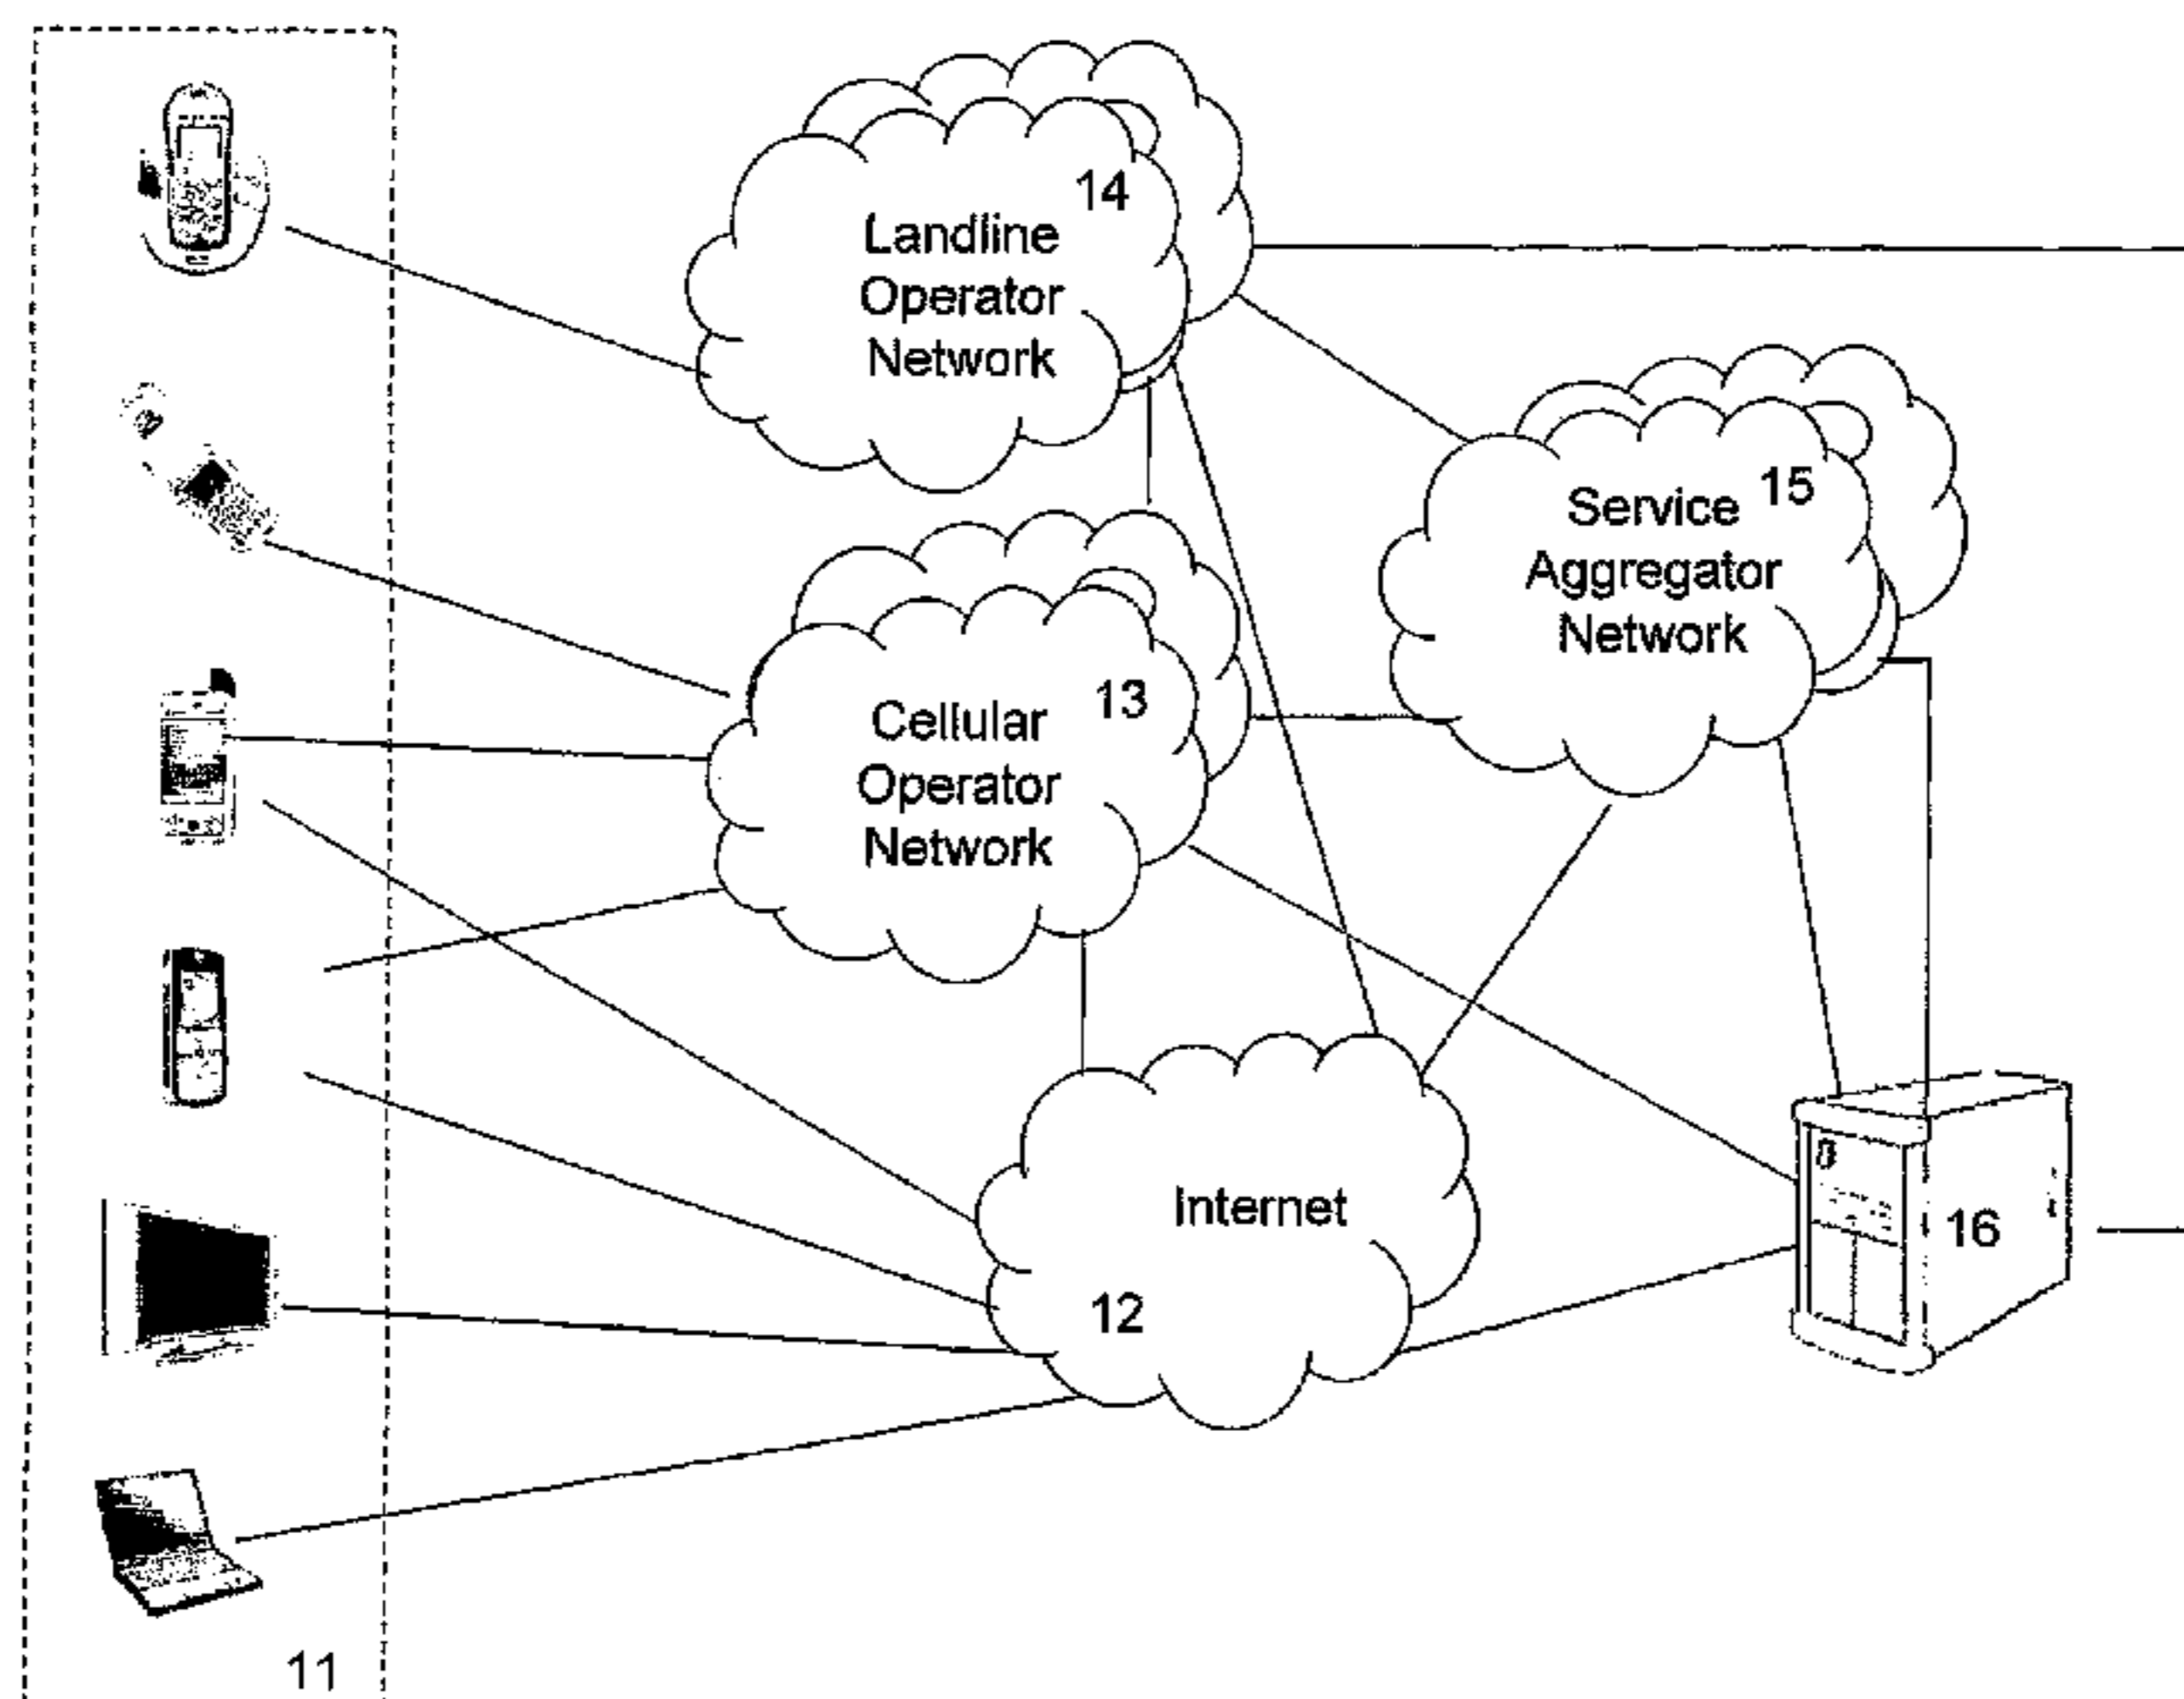 14
Landline
Operator
Network
15
Service
Aggregator
Network
13
Cellular
Operator
Network
Internet
12
16
11